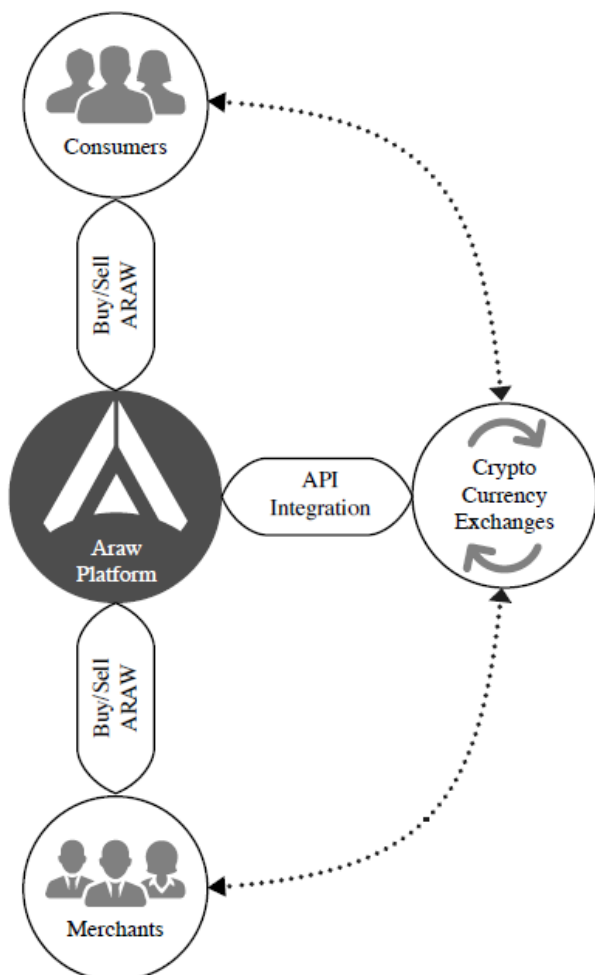 Consumers
Buy/Sell
ARAW
Araw
Platform
API
Integration
Crypto
Currency
Exchanges
Buy/Sell
ARAW
Merchants